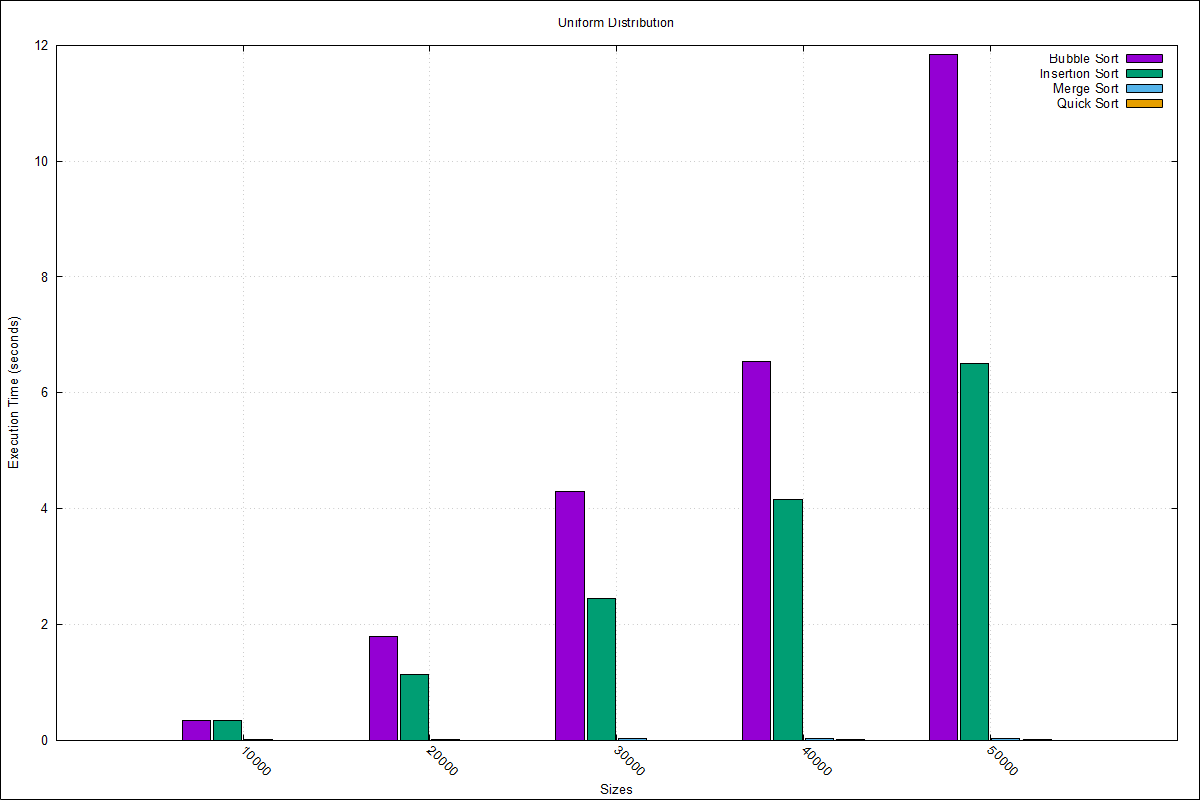 Uniform Distribution
Bubble Sort
Insertion Sort
Merge Sort
Quick Sort
12
10
8
6
4
2
0
Execution Time (seconds)
10000
20000
30000
40000
50000
Sizes